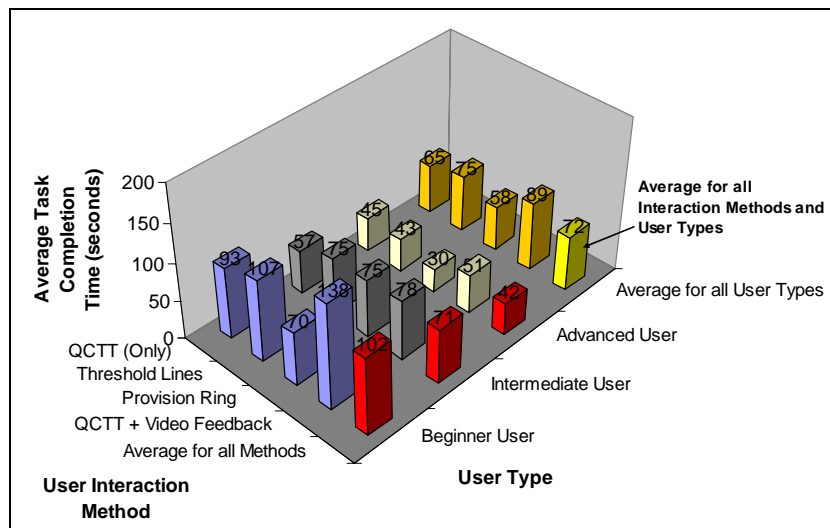 200
150
100
50
0
Average Task
Completion
Time (seconds)
93
107
70
138
102
57
75
75
78
71
45
43
30
51
42
65
75
58
89
72
Average for all
Interaction Methods and
User Types
QCTT (Only)
Threshold Lines
Provision Ring
QCTT + Video Feedback
Average for all Methods
User Interaction
Method
Beginner User
Intermediate User
Advanced User
Average for all User Types
User Type